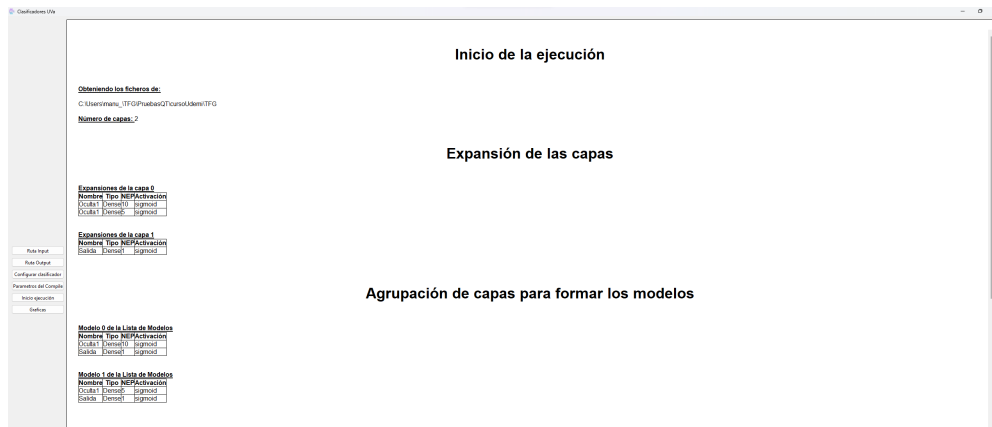 Clasificadores UVa
Inicio de la ejecución
Obteniendo los ficheros de:
C:\Users\manu_\TFG\PruebasQT\cursoUdemi\TFG
Número de capas: 2
Expansión de las capas
Expansiones de la capa 0
Nombre Tipo NEP Activación
Oculta1 Dense 10 sigmoid
Oculta1 Dense 5 sigmoid
Expansiones de la capa 1
Nombre Tipo NEP Activación
Salida Dense 1 sigmoid
Ruta Input
Ruta Output
Configurar clasificador
Parametros del Compile
Inicio ejecución
Graficas
Agrupación de capas para formar los modelos
Modelo 0 de la Lista de Modelos
Nombre Tipo NEP Activación
Oculta1 Dense 10 sigmoid
Salida Dense 1 sigmoid
Modelo 1 de la Lista de Modelos
Nombre Tipo NEP Activación
Oculta1 Dense 5 sigmoid
Salida Dense 1 sigmoid